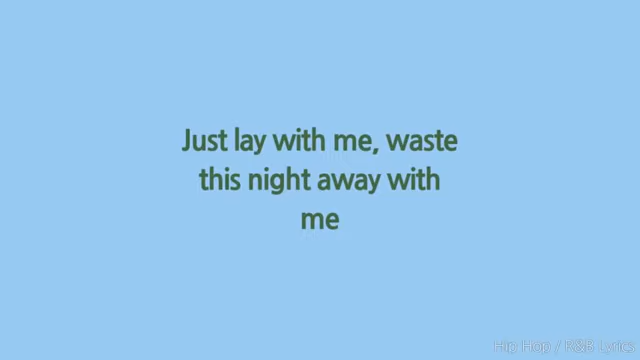 Just lay with me, waste
this night away with
me
Hip-Hop / R&B Lyrics